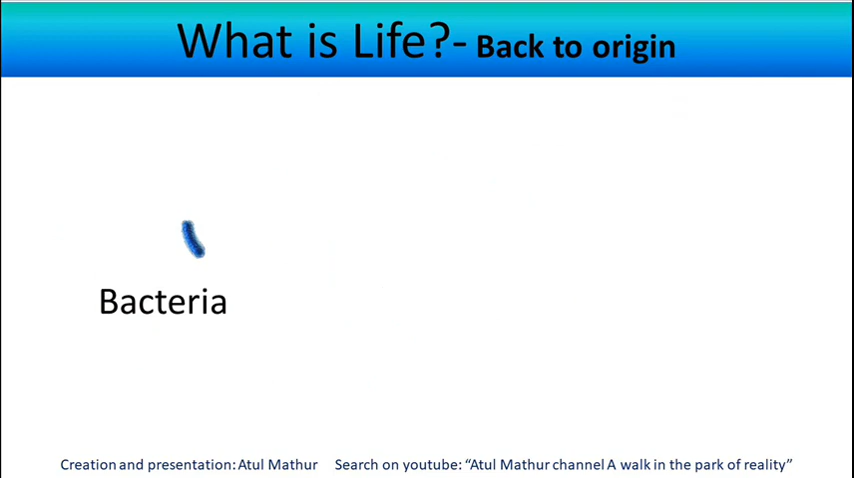 What is Life?- Back to origin
Bacteria
Creation and presentation: Atul Mathur Search on youtube: “Atul Mathur channel A walk in the park of reality”